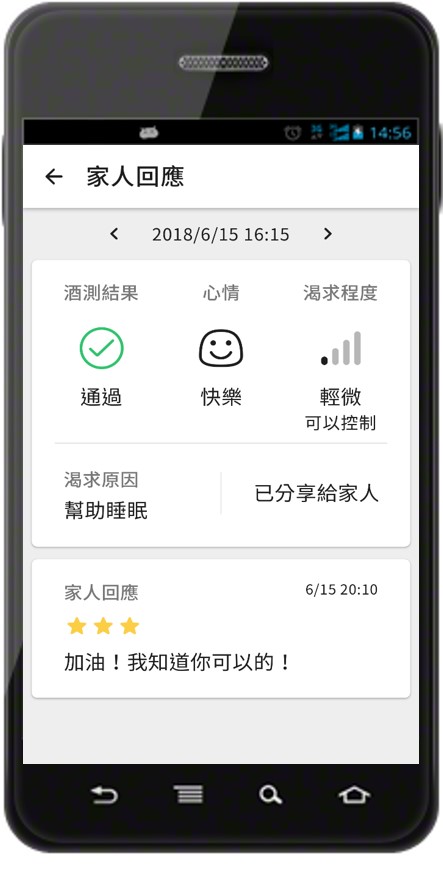 14:56
家人回應
2018/6/15 16:15
酒測結果 心情 渴求程度
通過 快樂 輕微
可以控制
渴求原因
幫助睡眠
已分享給家人
家人回應 6/15 20:10
加油！我知道你可以的！